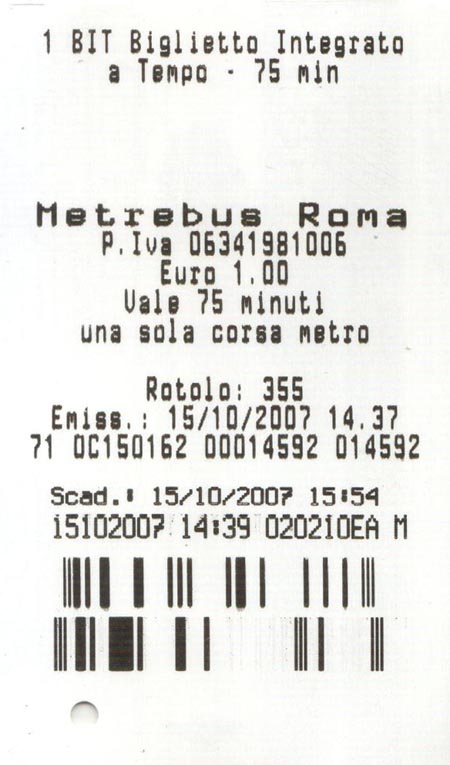 1 BIT Biglietto Integrato
a Tempo - 75 min
Metrebus Roma
P.Iva 06341981006
Euro 1.00
Vale 75 minuti
una sola corsa metro
Rotolo: 355
Emiss.: 15/10/2007 14.37
71 0C150162 00014592 014592
Scad.: 15/10/2007 15:54
15102007 14:39 020210EA M